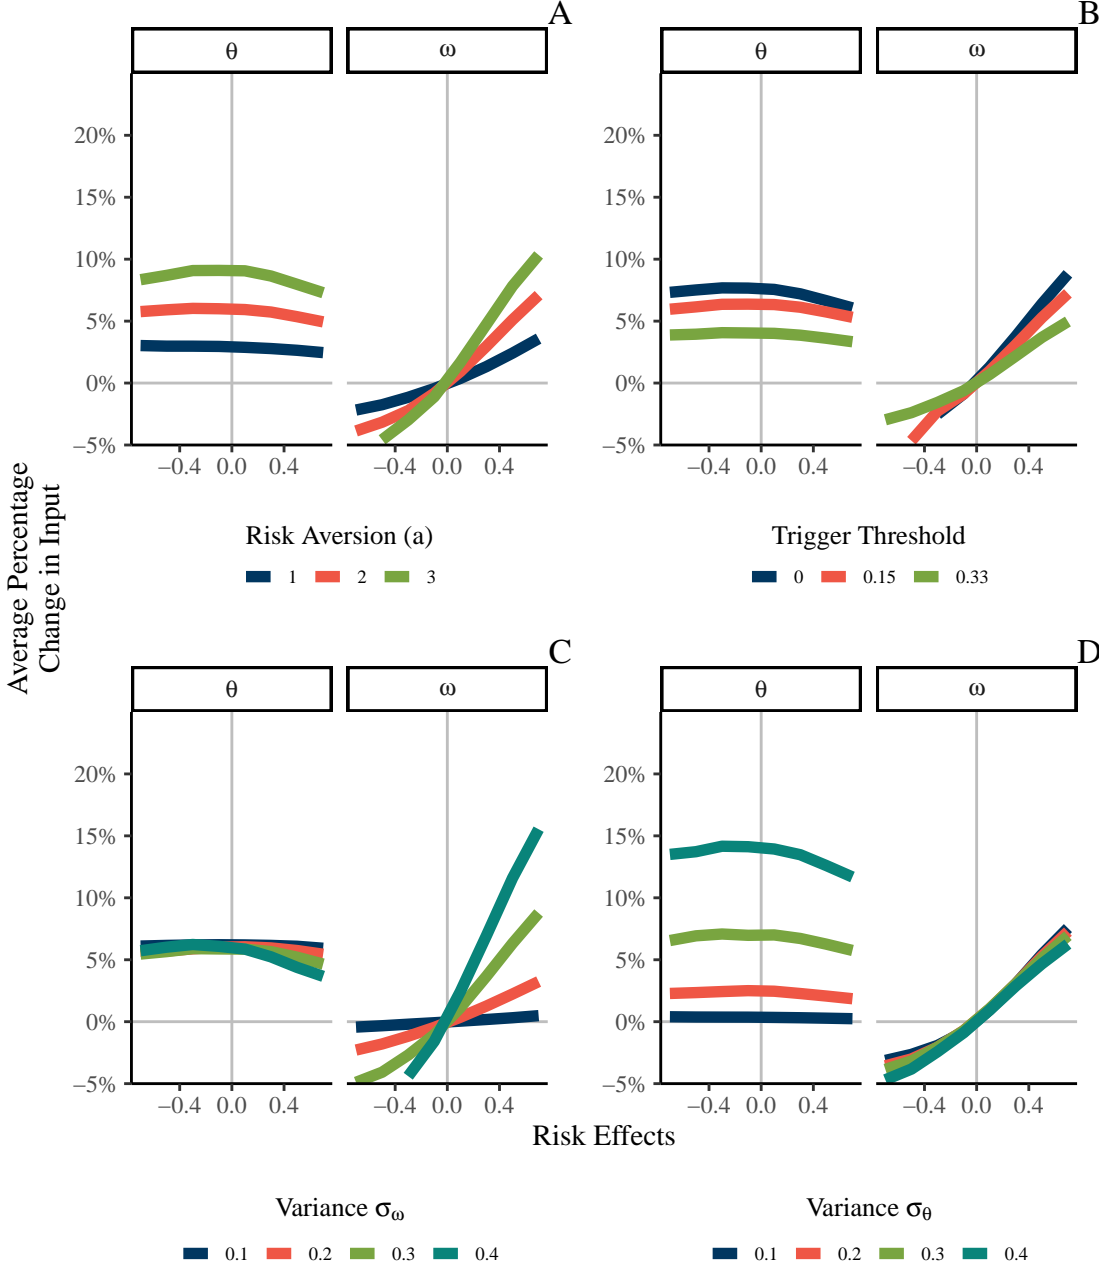 A
B
θ
ω
θ
ω
20%
15%
10%
5%
0%
−5%
20%
15%
10%
5%
0%
−5%
−0.4 0.0 0.4
−0.4 0.0 0.4
−0.4 0.0 0.4
−0.4 0.0 0.4
Risk Aversion (a)
1 2 3
Trigger Threshold
0 0.15 0.33
Average Percentage
Change in Input
C
D
θ
ω
θ
ω
20%
15%
10%
5%
0%
−5%
20%
15%
10%
5%
0%
−5%
−0.4 0.0 0.4
−0.4 0.0 0.4
−0.4 0.0 0.4
−0.4 0.0 0.4
Risk Effects
Variance σω
0.1 0.2 0.3 0.4
Variance σθ
0.1 0.2 0.3 0.4